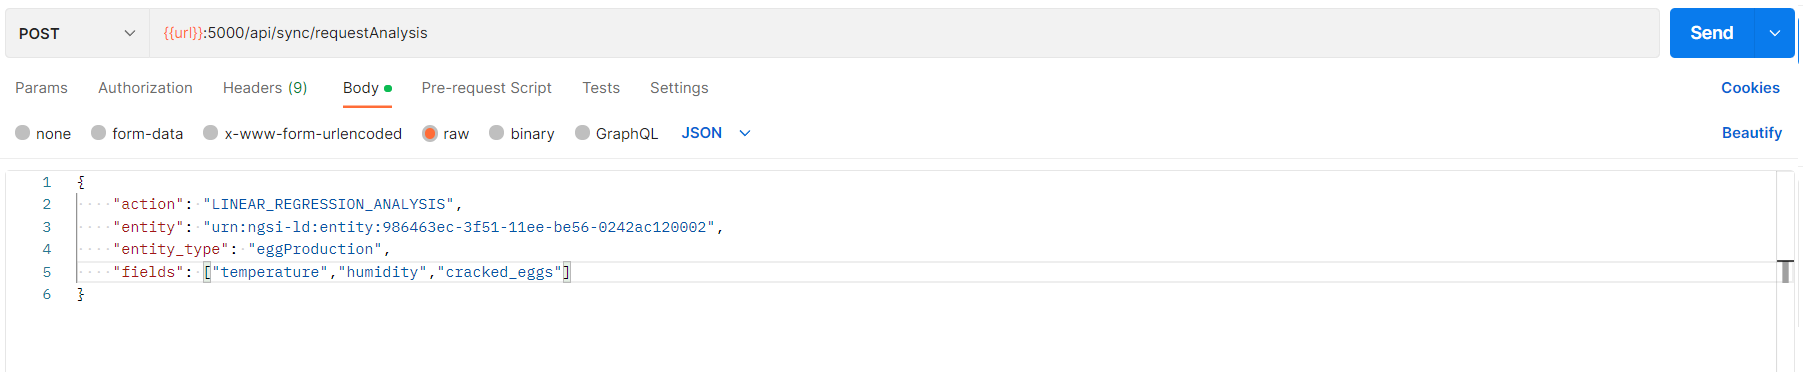 POST {{url}}:5000/api/sync/requestAnalysis Send
Params Authorization Headers (9) Body Pre-request Script Tests Settings Cookies
none form-data x-www-form-urlencoded raw binary GraphQL JSON Beautify
1 {
2 "action": "LINEAR_REGRESSION_ANALYSIS",
3 "entity": "urn:ngsi-ld:entity:986463ec-3f51-11ee-be56-0242ac120002",
4 "entity_type": "eggProduction",
5 "fields": ["temperature","humidity","cracked_eggs"]
6 }